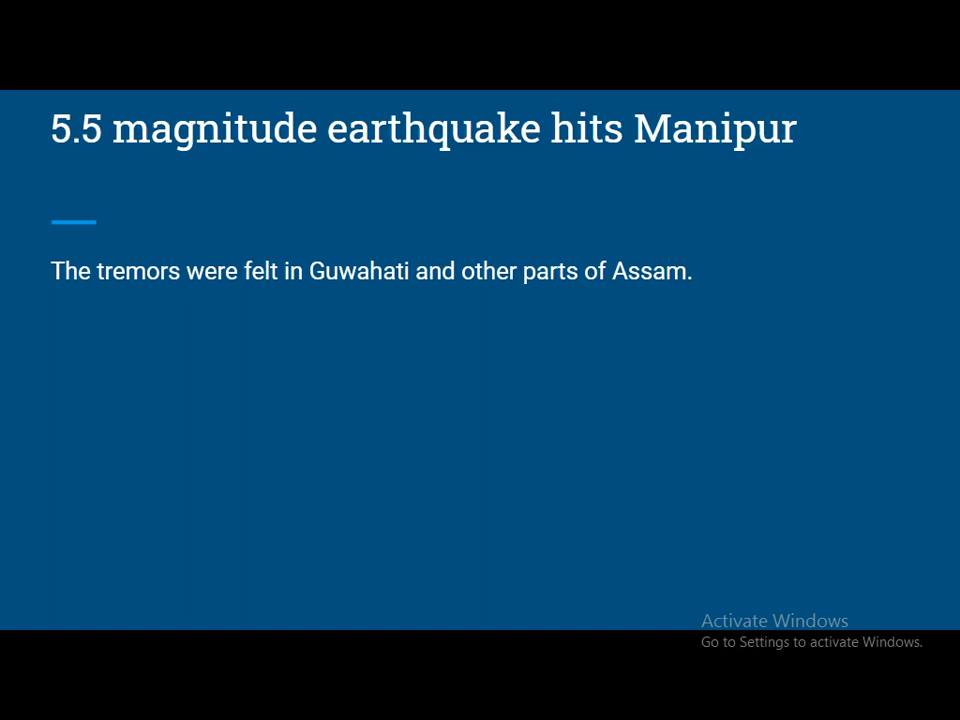 5.5 magnitude earthquake hits Manipur
The tremors were felt in Guwahati and other parts of Assam.
Activate Windows
Go to Settings to activate Windows.